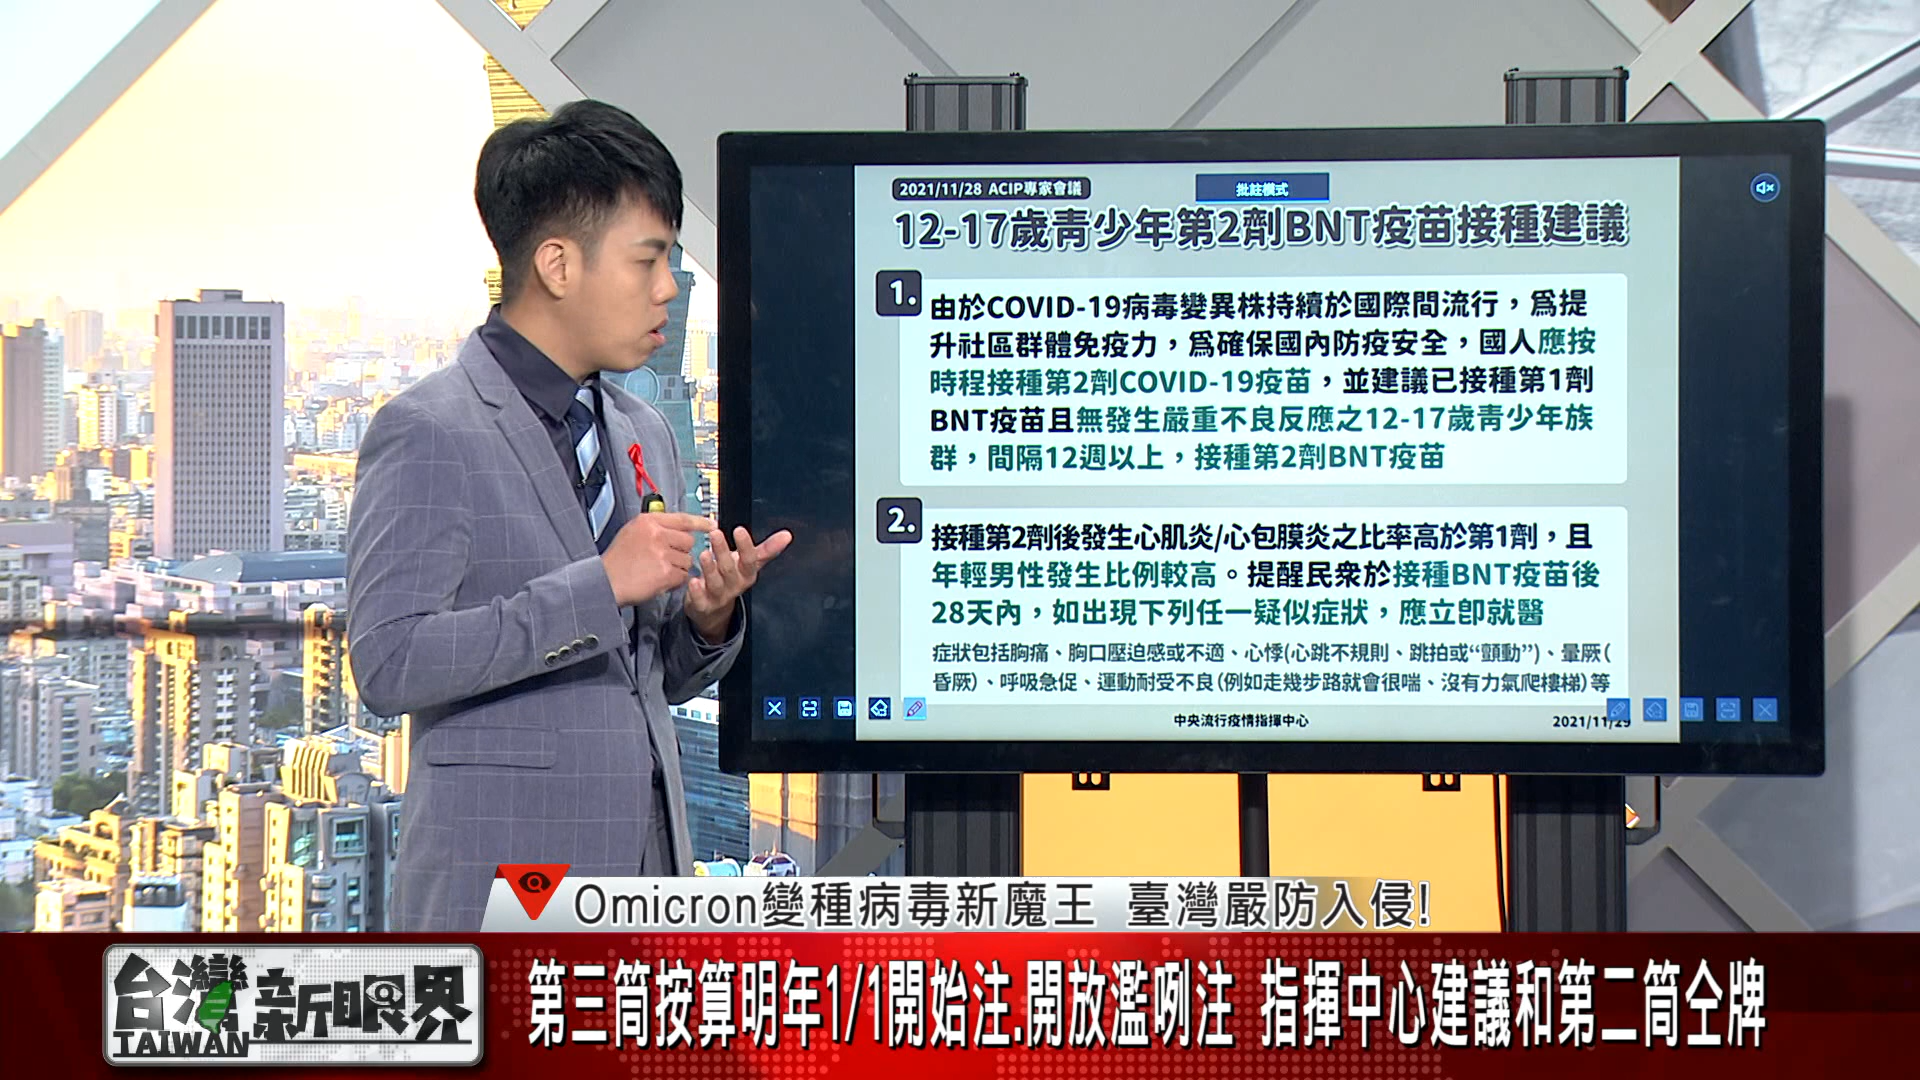 2021/11/28 ACIP專家會議
批註模式
12-17歲青少年第2劑BNT疫苗接種建議
1.
由於COVID-19病毒變異株持續於國際間流行，為提
升社區群體免疫力，為確保國內防疫安全，國人應按
時程接種第2劑COVID-19疫苗，並建議已接種第1劑
BNT疫苗且無發生嚴重不良反應之12-17歲青少年族
群，間隔12週以上，接種第2劑BNT疫苗
2.
接種第2劑後發生心肌炎/心包膜炎之比率高於第1劑，且
年輕男性發生比例較高。提醒民眾於接種BNT疫苗後
28天內，如出現下列任一疑似症狀，應立即就醫
症狀包括胸痛、胸口壓迫感或不適、心悸(心跳不規則、跳拍或“顫動”)、暈厥(
昏厥)、呼吸急促、運動耐受不良(例如走幾步路就會很喘、沒有力氣爬樓梯)等
中央流行疫情指揮中心
2021/11/29
Omicron變種病毒新魔王 臺灣嚴防入侵!
台灣新眼界
TAIWAN
第三筒按算明年1/1開始注.開放濫咧注 指揮中心建議和第二筒仝牌